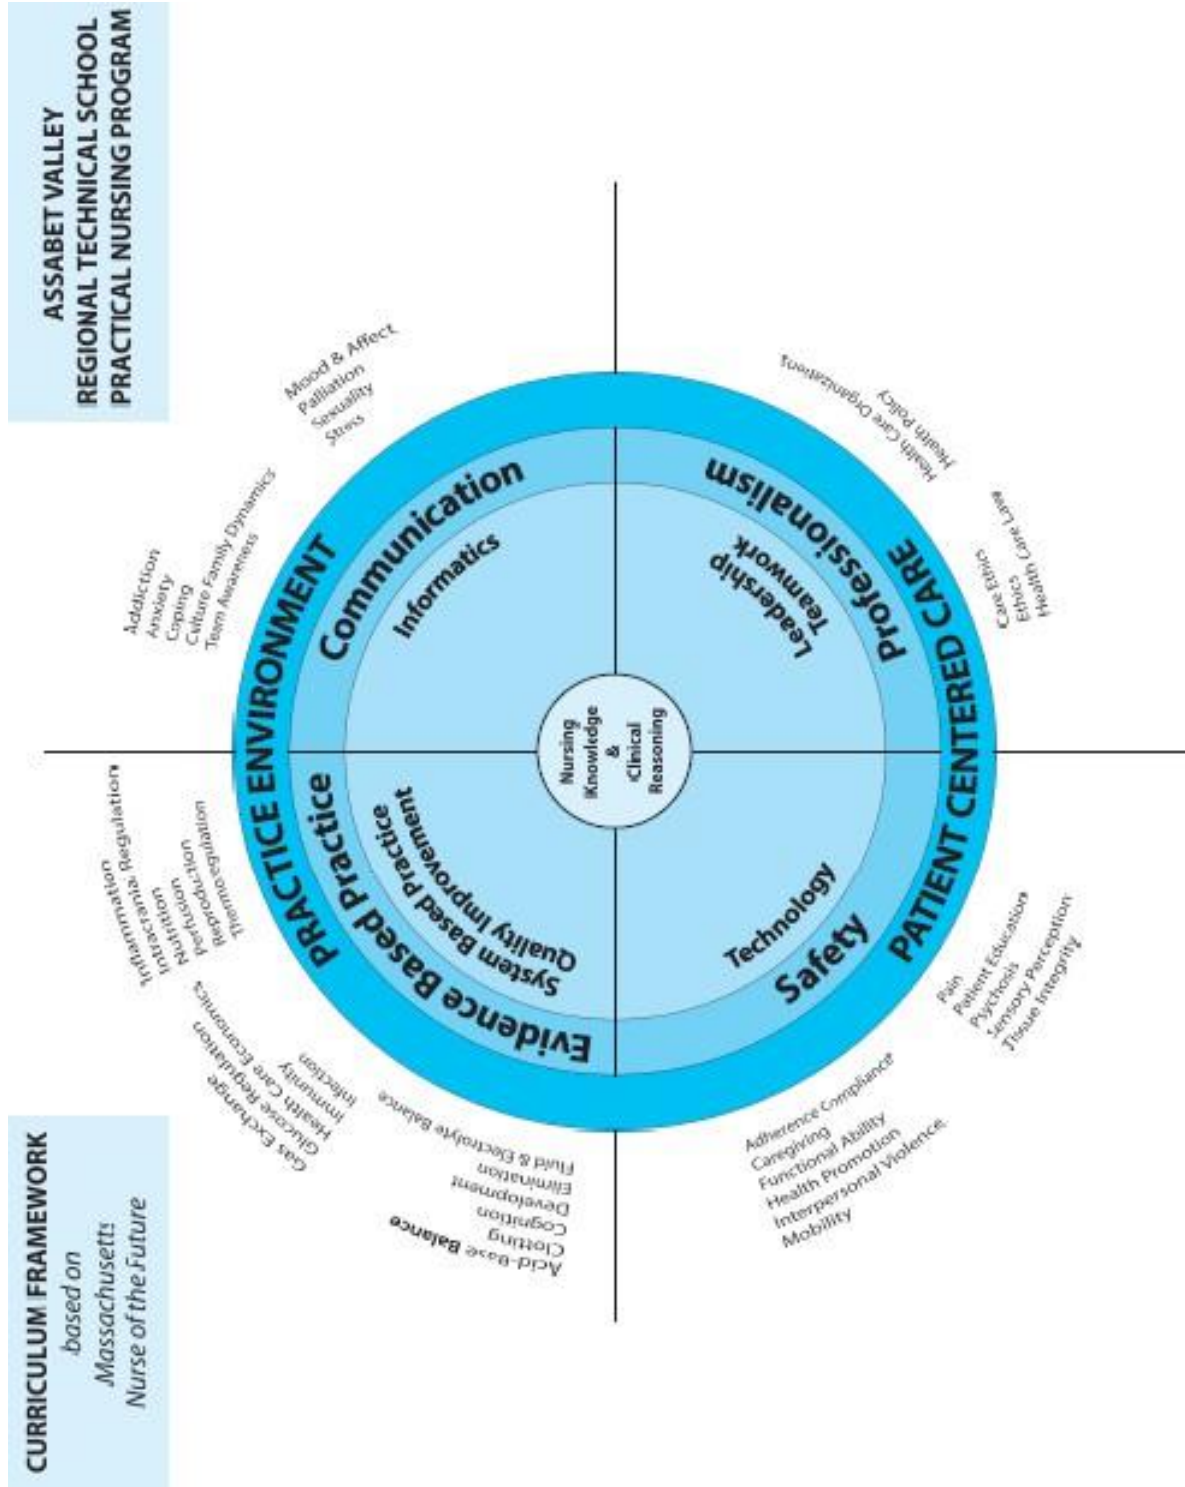 CURRICULUM FRAMEWORK
based on
Massachusetts
Nurse of the Future
ASSABET VALLEY
REGIONAL TECHNICAL SCHOOL
PRACTICAL NURSING PROGRAM
PRACTICE ENVIRONMENT
PATIENT CENTERED CARE
Evidence Based Practice
System Based Practice
Quality Improvement
Communication
Informatics
Professionalism
Leadership
Teamwork
Safety
Technology
Nursing
Knowledge
&
Clinical
Reasoning
Acid-Base Balance
Clotting
Cognition
Development
Elimination
Fluid & Electrolyte Balance
Gas Exchange
Glucose Regulation
Health Care Economics
Immunity
Infection
Inflammation
Intracranial Regulation
Nutrition
Perfusion
Reproduction
Thermoregulation
Addiction
Anxiety
Coping
Culture Family Dynamics
Team Awareness
Mood & Affect
Palliation
Sexuality
Stress
Health Care Organizations
Health Policy
Care Ethics
Ethics
Health Care Law
Pain
Patient Education
Psychosis
Sensory Perception
Tissue Integrity
Adherence Compliance
Caregiving
Functional Ability
Health Promotion
Interpersonal Violence
Mobility